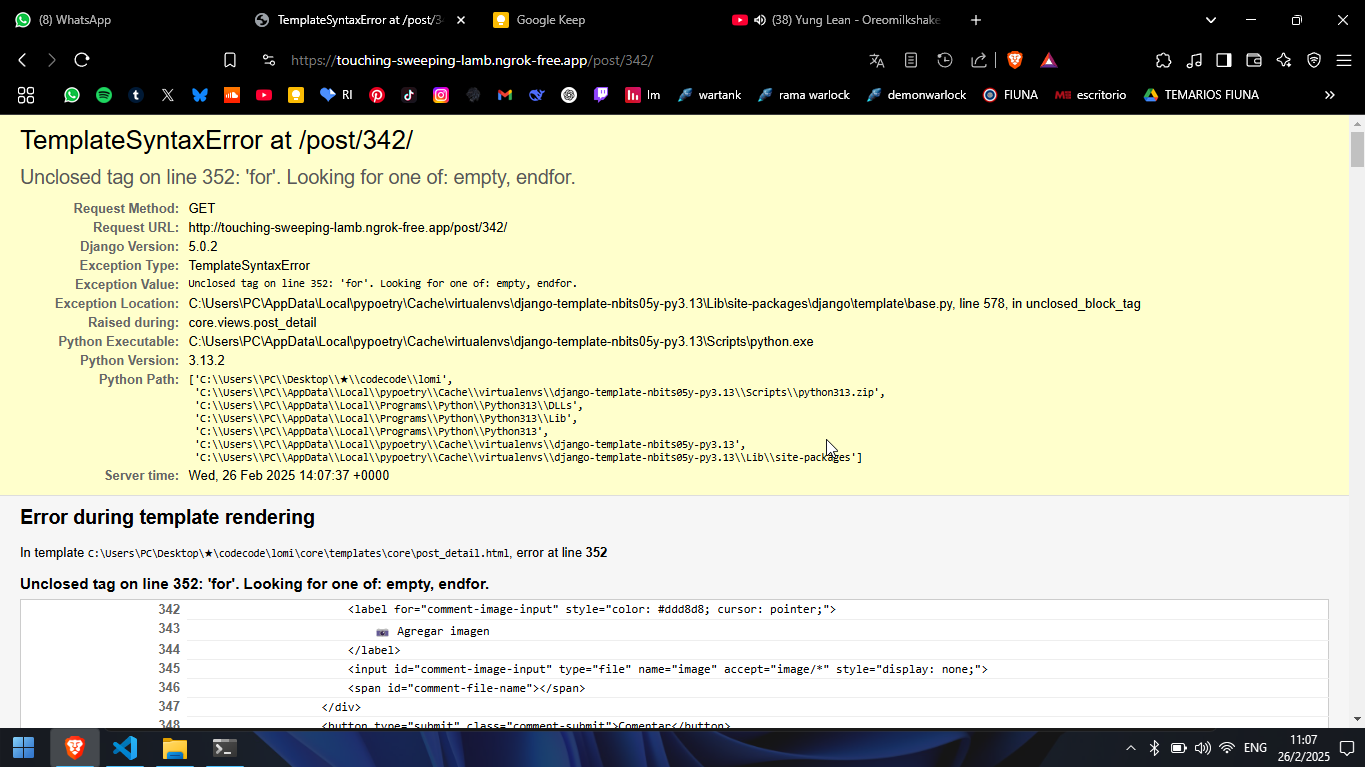 (8) WhatsApp
TemplateSyntaxError at /post/34
Google Keep
(38) Yung Lean - Oreomilkshake
https://touching-sweeping-lamb.ngrok-free.app/post/342/
RI
Im
wartank
rama warlock
demonwarlock
FIUNA
escritorio
TEMARIOS FIUNA
TemplateSyntaxError at /post/342/
Unclosed tag on line 352: 'for'. Looking for one of: empty, endfor.
Request Method: GET
Request URL: http://touching-sweeping-lamb.ngrok-free.app/post/342/
Django Version: 5.0.2
Exception Type: TemplateSyntaxError
Exception Value: Unclosed tag on line 352: 'for'. Looking for one of: empty, endfor.
Exception Location: C:\Users\PC\AppData\Local\pypoetry\Cache\virtualenvs\django-template-nbits05y-py3.13\Lib\site-packages\django\template\base.py, line 578, in unclosed_block_tag
Raised during: core.views.post_detail
Python Executable: C:\Users\PC\AppData\Local\pypoetry\Cache\virtualenvs\django-template-nbits05y-py3.13\Scripts\python.exe
Python Version: 3.13.2
Python Path: ['C:\\Users\\PC\\Desktop\\★\\codecode\\lomi',
'C:\\Users\\PC\\AppData\\Local\\pypoetry\\Cache\\virtualenvs\\django-template-nbits05y-py3.13\\Scripts\\python313.zip',
'C:\\Users\\PC\\AppData\\Local\\Programs\\Python\\Python313\\DLLs',
'C:\\Users\\PC\\AppData\\Local\\Programs\\Python\\Python313\\Lib',
'C:\\Users\\PC\\AppData\\Local\\Programs\\Python\\Python313',
'C:\\Users\\PC\\AppData\\Local\\pypoetry\\Cache\\virtualenvs\\django-template-nbits05y-py3.13',
'C:\\Users\\PC\\AppData\\Local\\pypoetry\\Cache\\virtualenvs\\django-template-nbits05y-py3.13\\Lib\\site-packages']
Server time: Wed, 26 Feb 2025 14:07:37 +0000
Error during template rendering
In template C:\Users\PC\Desktop\★\codecode\lomi\core\templates\core\post_detail.html, error at line 352
Unclosed tag on line 352: 'for'. Looking for one of: empty, endfor.
342 <label for="comment-image-input" style="color: #ddd8d8; cursor: pointer;">
343 📷 Agregar imagen
344 </label>
345 <input id="comment-image-input" type="file" name="image" accept="image/*" style="display: none;">
346 <span id="comment-file-name"></span>
347 </div>
348 <button type="submit" class="comment-submit">Comentar</button>
ENG
11:07
26/2/2025